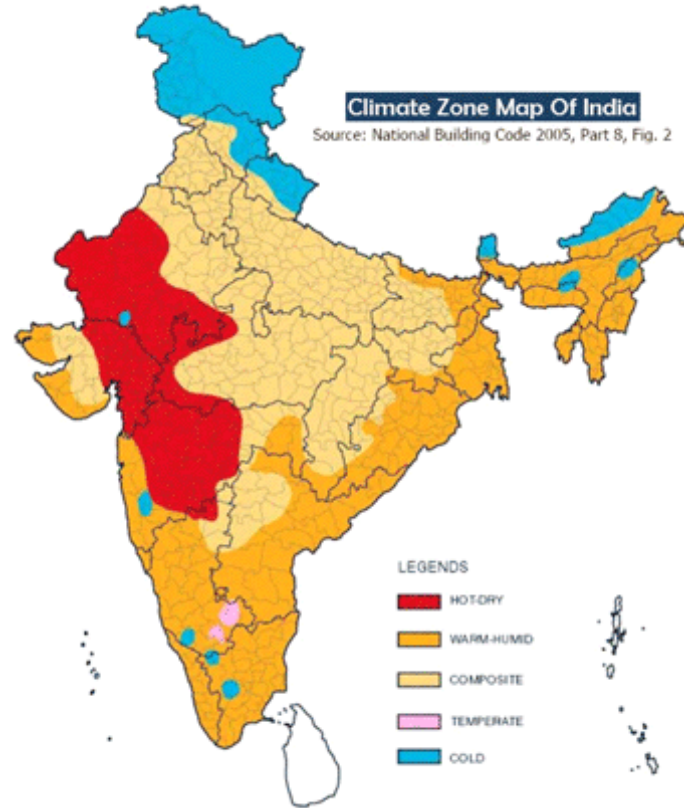 Climate Zone Map Of India
Source: National Building Code 2005, Part 8, Fig. 2
LEGENDS
HOT-DRY
WARM-HUMID
COMPOSITE
TEMPERATE
COLD